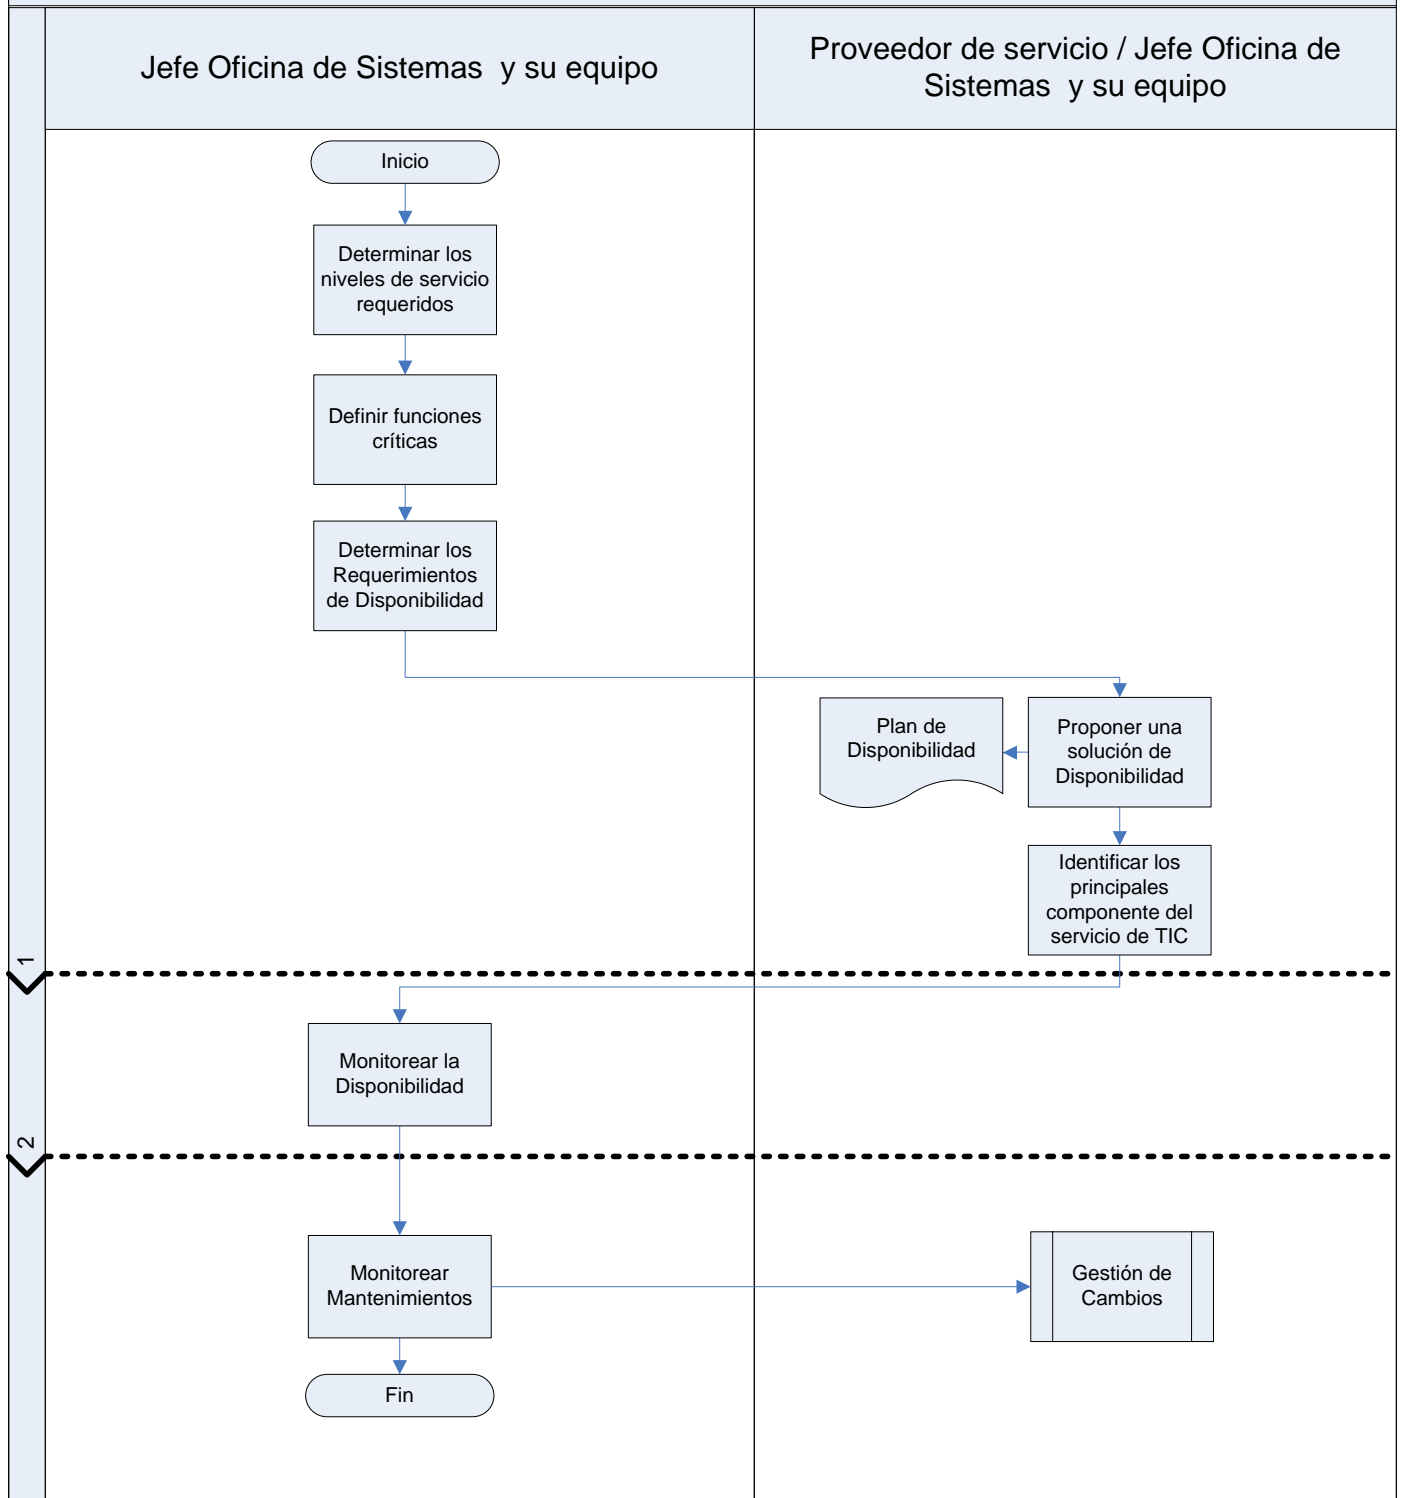 Jefe Oficina de Sistemas y su equipo
Proveedor de servicio / Jefe Oficina de
Sistemas y su equipo
Inicio
Determinar los
niveles de servicio
requeridos
Definir funciones
críticas
Determinar los
Requerimientos
de Disponibilidad
Plan de
Disponibilidad
Proponer una
solución de
Disponibilidad
Identificar los
principales
componente del
servicio de TIC
1
Monitorear la
Disponibilidad
2
Monitorear
Mantenimientos
Gestión de
Cambios
Fin